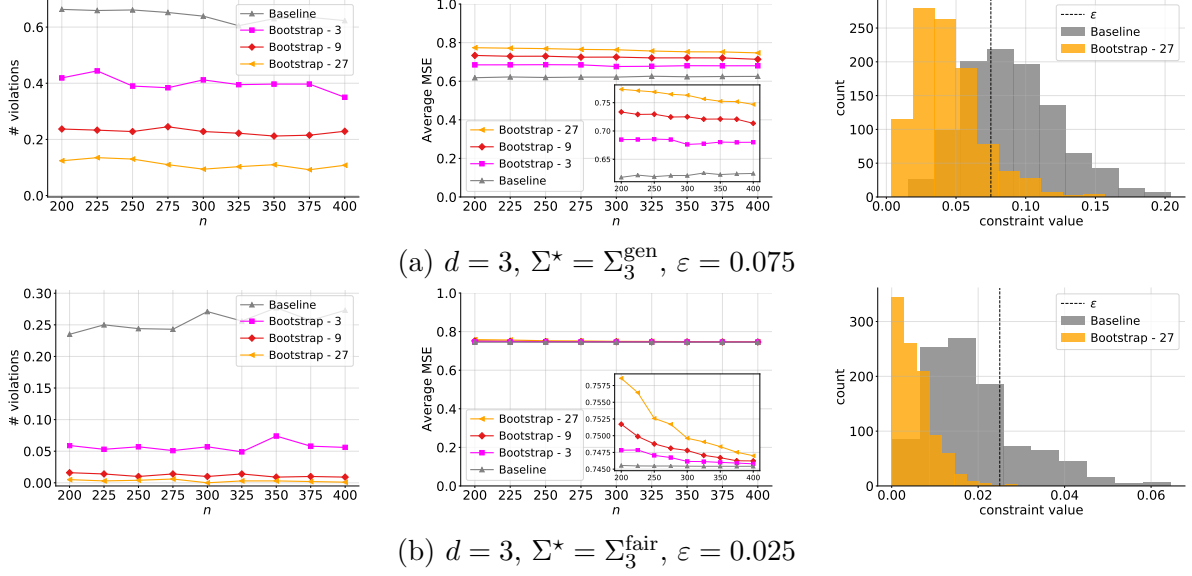 0.6
0.4
0.2
0.0
# violations
200 225 250 275 300 325 350 375 400
n
Baseline
Bootstrap - 3
Bootstrap - 9
Bootstrap - 27
1.0
0.8
0.6
0.4
0.2
0.0
Average MSE
200 225 250 275 300 325 350 375 400
n
Bootstrap - 27
Bootstrap - 9
Bootstrap - 3
Baseline
0.75
0.70
0.65
200 250 300 350 400
250
200
150
100
50
0
count
0.00 0.05 0.10 0.15 0.20
constraint value
ε
Baseline
Bootstrap - 27
(a) d = 3, Σ⋆ = Σ₃^gen, ε = 0.075
0.30
0.25
0.20
0.15
0.10
0.05
0.00
# violations
200 225 250 275 300 325 350 375 400
n
Baseline
Bootstrap - 3
Bootstrap - 9
Bootstrap - 27
1.0
0.8
0.6
0.4
0.2
0.0
Average MSE
200 225 250 275 300 325 350 375 400
n
Bootstrap - 27
Bootstrap - 9
Bootstrap - 3
Baseline
0.7575
0.7550
0.7525
0.7500
0.7475
0.7450
200 250 300 350 400
300
200
100
0
count
0.00 0.02 0.04 0.06
constraint value
ε
Baseline
Bootstrap - 27
(b) d = 3, Σ⋆ = Σ₃^fair, ε = 0.025